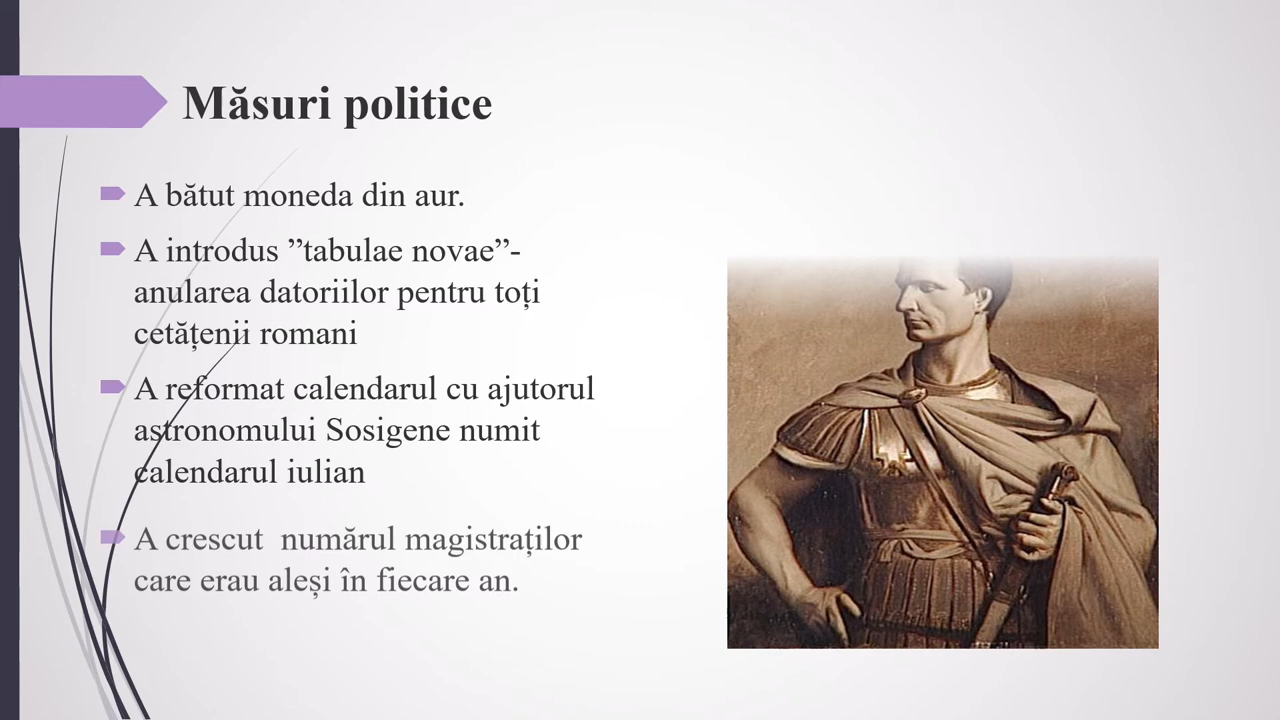 Măsuri politice
A bătut moneda din aur.
A introdus ”tabulae novae”-
anularea datoriilor pentru toți
cetățenii romani
A reformat calendarul cu ajutorul
astronomului Sosigene numit
calendarul iulian
A crescut  numărul magistraților
care erau aleși în fiecare an.